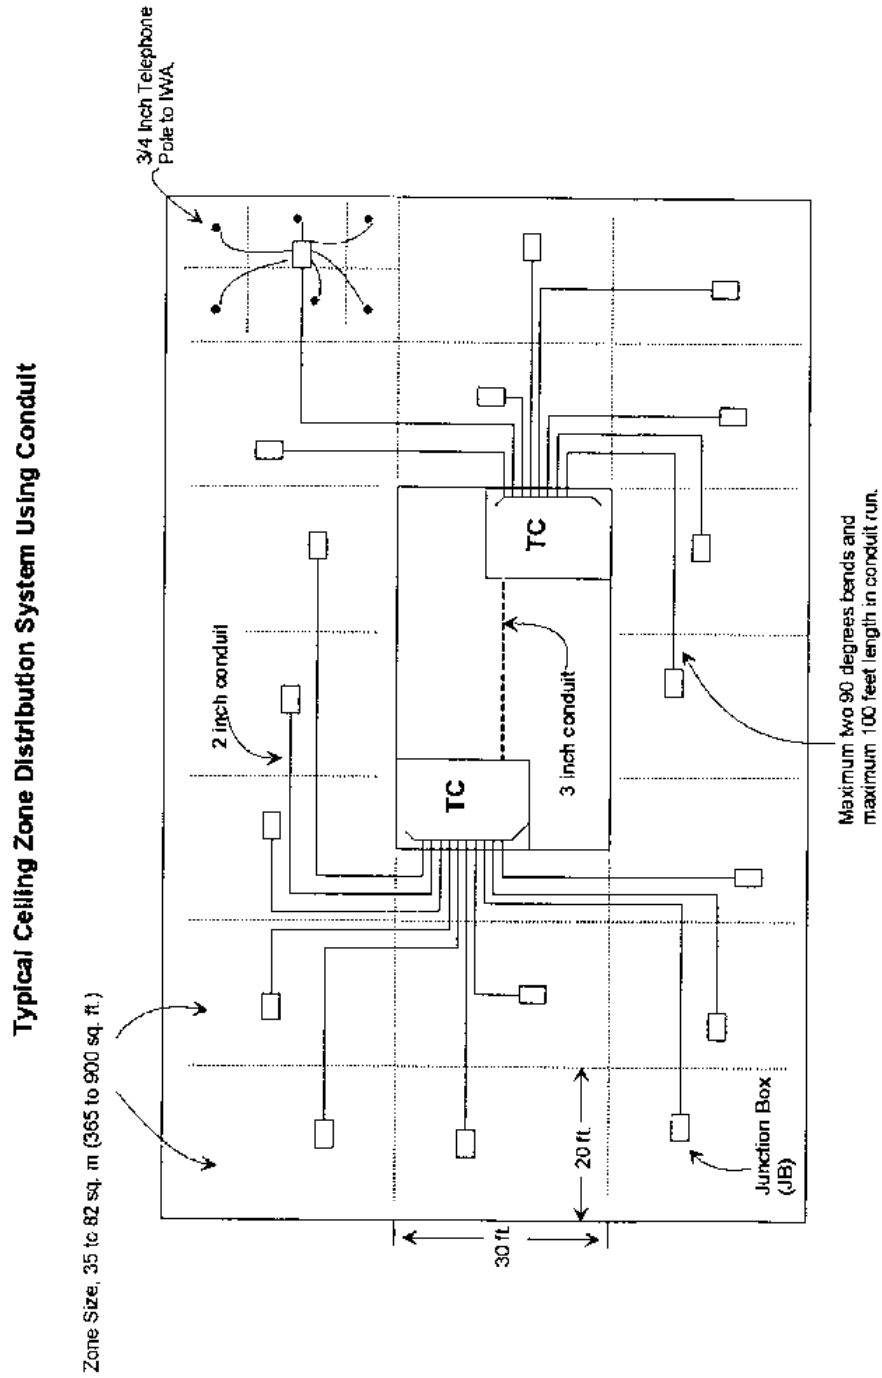 Typical Ceiling Zone Distribution System Using Conduit
Zone Size, 35 to 82 sq. m (365 to 900 sq. ft.)
3/4 Inch Telephone
Pole to IWA.
2 inch conduit
TC
TC
3 inch conduit
30 ft.
20 ft.
Junction Box
(JB)
Maximum two 90 degrees bends and
maximum 100 feet length in conduit run.